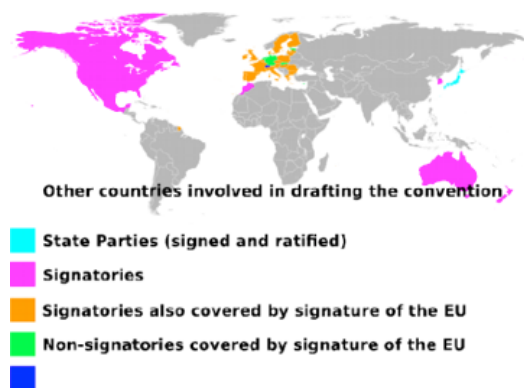 Other countries involved in drafting the convention
State Parties (signed and ratified)
Signatories
Signatories also covered by signature of the EU
Non-signatories covered by signature of the EU